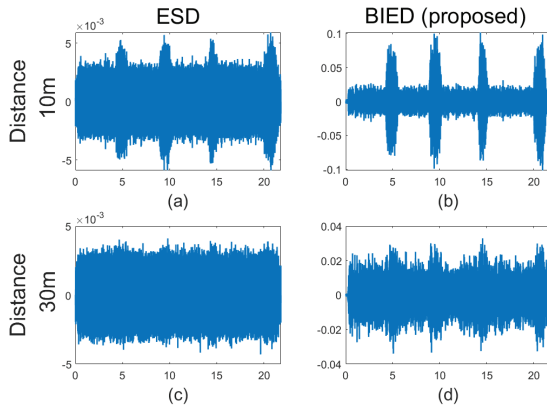 ESD BIED (proposed)
×10⁻³
Distance 10m
5
0
-5
0 5 10 15 20
(a)
0.1
0.05
0
-0.05
-0.1
0 5 10 15 20
(b)
×10⁻³
Distance 30m
5
0
-5
0 5 10 15 20
(c)
0.04
0.02
0
-0.02
-0.04
0 5 10 15 20
(d)